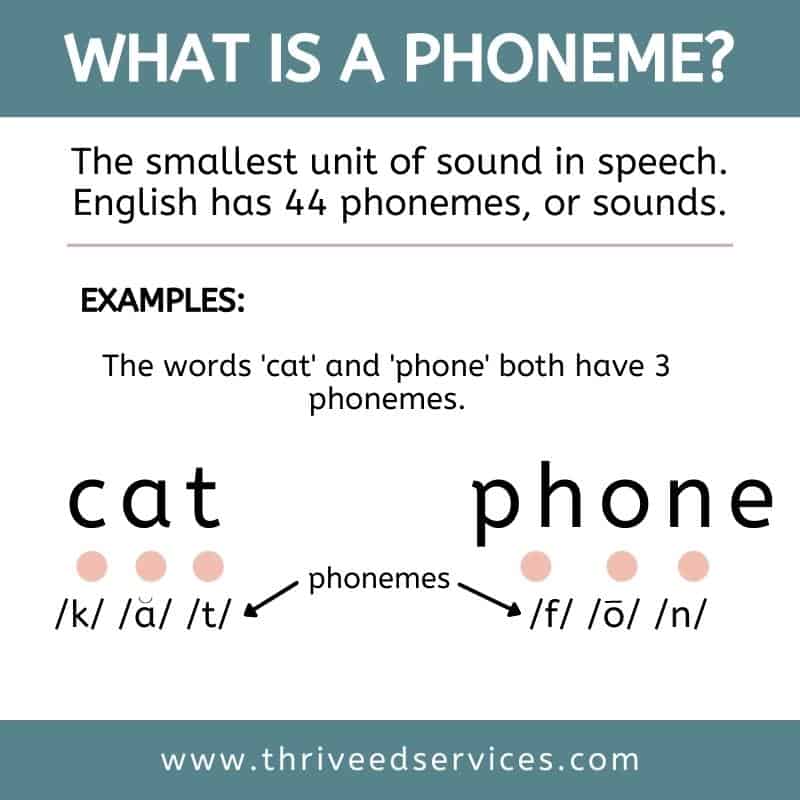 WHAT IS A PHONEME?
The smallest unit of sound in speech.
English has 44 phonemes, or sounds.
EXAMPLES:
The words 'cat' and 'phone' both have 3
phonemes.
cat phone
phonemes
/k/ /ă/ /t/ /f/ /ō/ /n/
www.thriveedservices.com